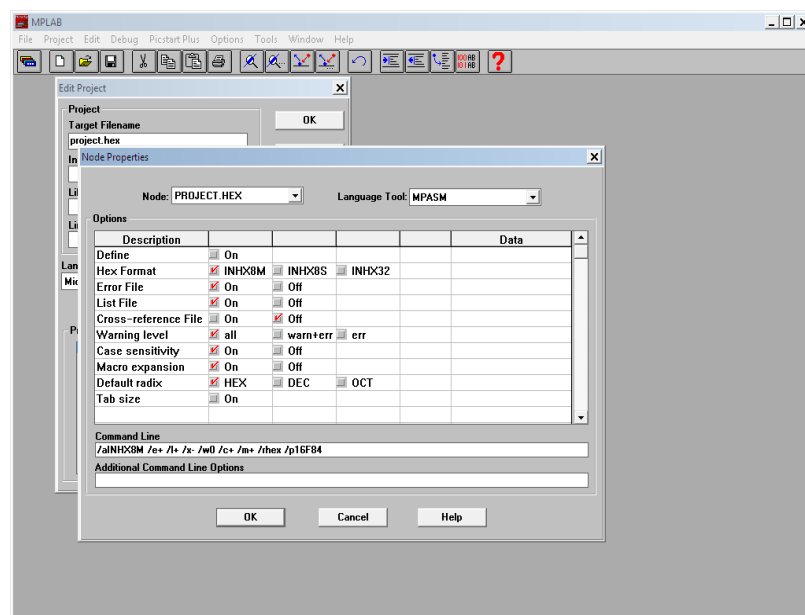 MPLAB
File Project Edit Debug Picstart Plus Options Tools Window Help
Edit Project
Project
Target Filename
project.hex
OK
Node Properties
Node: PROJECT.HEX Language Tool: MPASM
Options
Description Data
Define On
Hex Format INHX8M INHX8S INHX32
Error File On Off
List File On Off
Cross-reference File On Off
Warning level all warn+err err
Case sensitivity On Off
Macro expansion On Off
Default radix HEX DEC OCT
Tab size On
Command Line
/aINHX8M /e+ /l+ /x- /w0 /c+ /m+ /rhex /p16F84
Additional Command Line Options
OK Cancel Help